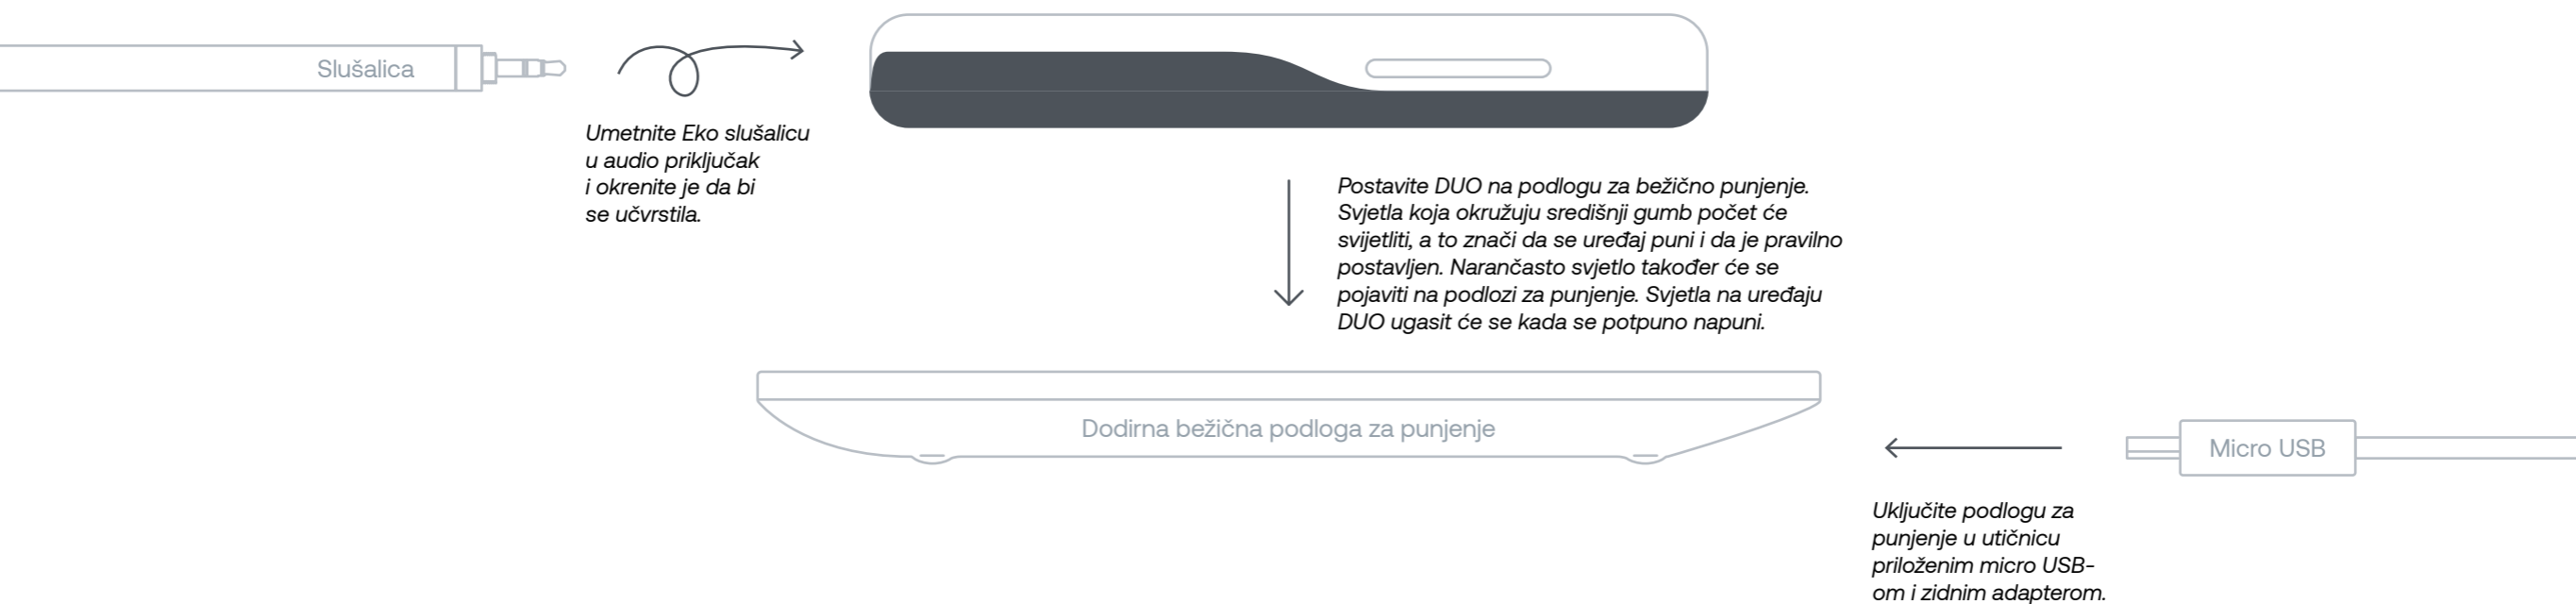 Slušalica
Umetnite Eko slušalicu
u audio priključak
i okrenite je da bi
se učvrstila.
Postavite DUO na podlogu za bežično punjenje.
Svjetla koja okružuju središnji gumb počet će
svijetliti, a to znači da se uređaj puni i da je pravilno
postavljen. Narančasto svjetlo također će se
pojaviti na podlozi za punjenje. Svjetla na uređaju
DUO ugasit će se kada se potpuno napuni.
Dodirna bežična podloga za punjenje
Micro USB
Uključite podlogu za
punjenje u utičnicu
priloženim micro USB-
om i zidnim adapterom.